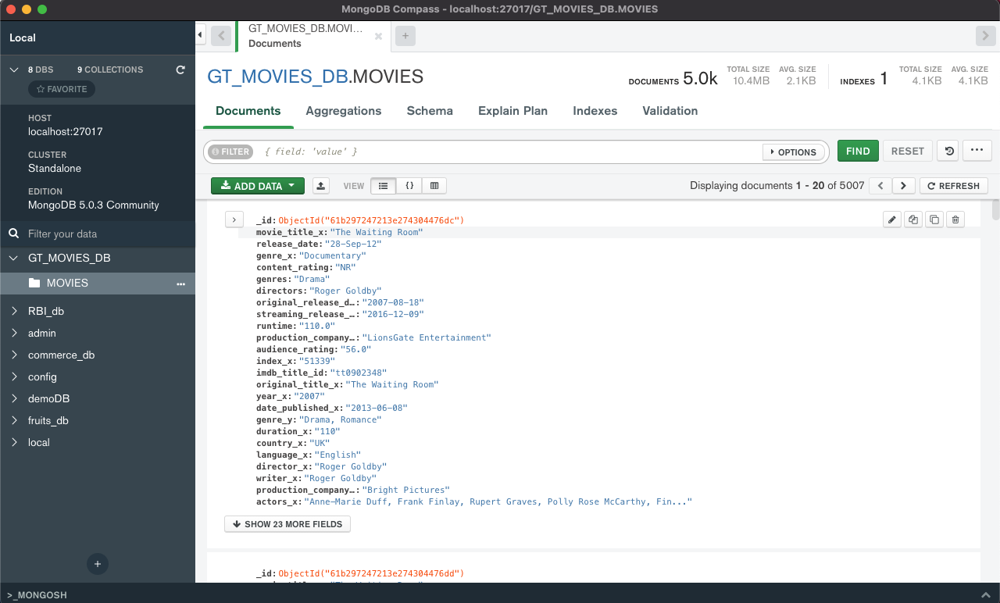 MongoDB Compass - localhost:27017/GT_MOVIES_DB.MOVIES
Local
8 DBS 9 COLLECTIONS
FAVORITE
HOST
localhost:27017
CLUSTER
Standalone
EDITION
MongoDB 5.0.3 Community
Filter your data
GT_MOVIES_DB
MOVIES
RBI_db
admin
commerce_db
config
demoDB
fruits_db
local
GT_MOVIES_DB.MOVI...
Documents
GT_MOVIES_DB.MOVIES
DOCUMENTS 5.0k
TOTAL SIZE
10.4MB
AVG. SIZE
2.1KB
INDEXES 1
TOTAL SIZE
4.1KB
AVG. SIZE
4.1KB
Documents Aggregations Schema Explain Plan Indexes Validation
FILTER { field: 'value' } OPTIONS FIND RESET
ADD DATA VIEW {} Displaying documents 1 - 20 of 5007 REFRESH
_id: ObjectId("61b297247213e274304476dc")
movie_title_x: "The Waiting Room"
release_date: "28-Sep-12"
genre_x: "Documentary"
content_rating: "NR"
genres: "Drama"
directors: "Roger Goldby"
original_release_d…: "2007-08-18"
streaming_release_…: "2016-12-09"
runtime: "110.0"
production_company…: "LionsGate Entertainment"
audience_rating: "56.0"
index_x: "51339"
imdb_title_id: "tt0902348"
original_title_x: "The Waiting Room"
year_x: "2007"
date_published_x: "2013-06-08"
genre_y: "Drama, Romance"
duration_x: "110"
country_x: "UK"
language_x: "English"
director_x: "Roger Goldby"
writer_x: "Roger Goldby"
production_company…: "Bright Pictures"
actors_x: "Anne-Marie Duff, Frank Finlay, Rupert Graves, Polly Rose McCarthy, Fin..."
SHOW 23 MORE FIELDS
_id: ObjectId("61b297247213e274304476dd")
>_MONGOSH